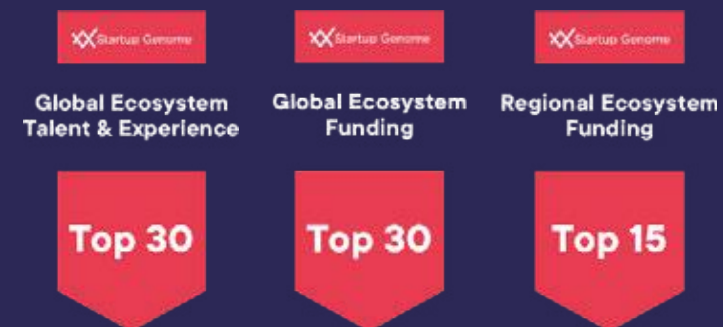 Startup Genome
Global Ecosystem
Talent & Experience
Top 30
Startup Genome
Global Ecosystem
Funding
Top 30
Startup Genome
Regional Ecosystem
Funding
Top 15